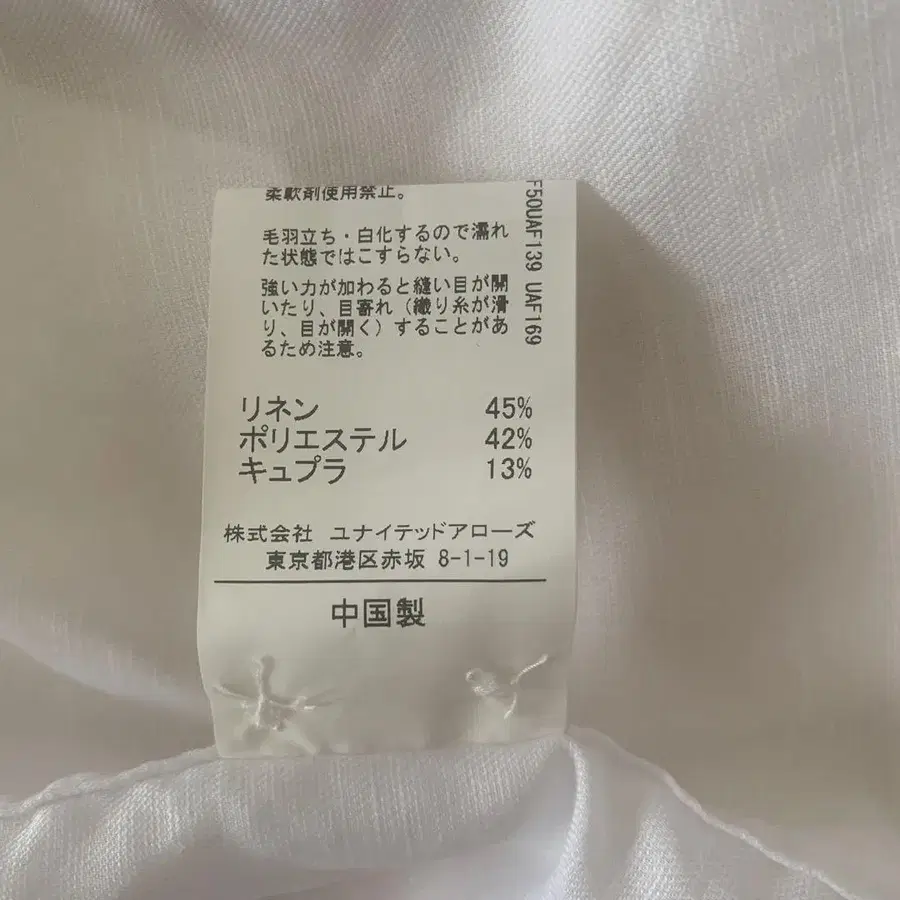 柔軟剤使用禁止。
毛羽立ち・白化するので濡れ
た状態ではこすらない。
強い力が加わると縫い目が開
いたり、目寄れ（織り糸が滑
り、目が開く）することがあ
るため注意。
リネン 45%
ポリエステル 42%
キュプラ 13%
株式会社 ユナイテッドアローズ
東京都港区赤坂 8-1-19
中国製
F50UAF139 UAF169